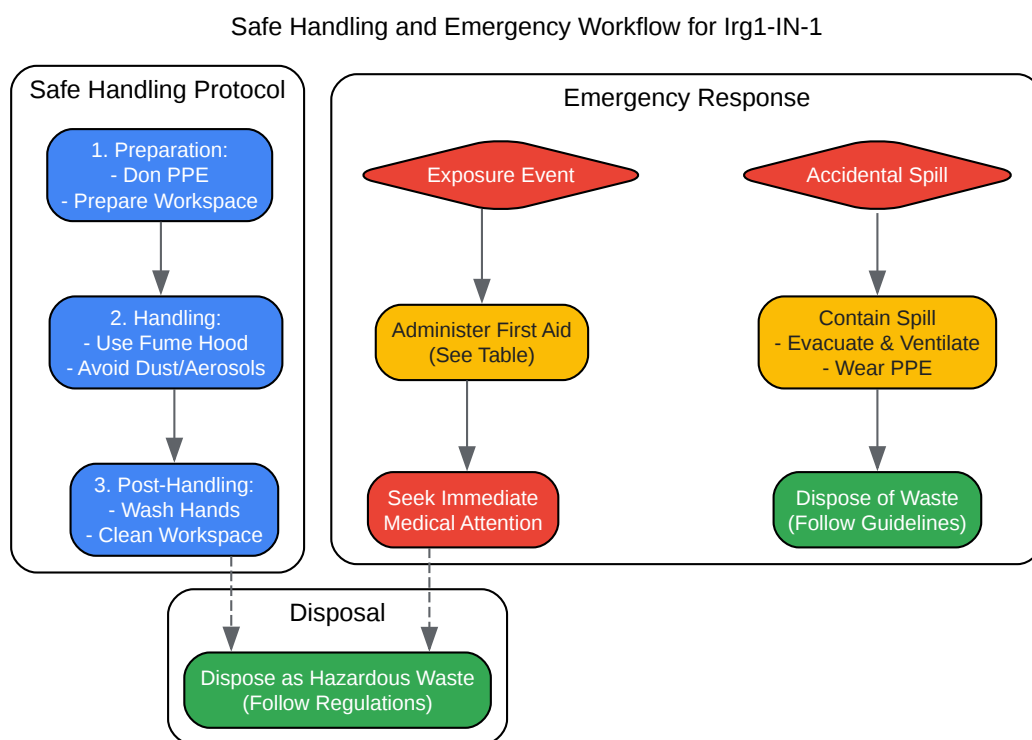 Safe Handling and Emergency Workflow for Irg1-IN-1
Safe Handling Protocol
1. Preparation:
- Don PPE
- Prepare Workspace
2. Handling:
- Use Fume Hood
- Avoid Dust/Aerosols
3. Post-Handling:
- Wash Hands
- Clean Workspace
Emergency Response
Exposure Event
Administer First Aid
(See Table)
Seek Immediate
Medical Attention
Accidental Spill
Contain Spill
- Evacuate & Ventilate
- Wear PPE
Dispose of Waste
(Follow Guidelines)
Disposal
Dispose as Hazardous Waste
(Follow Regulations)